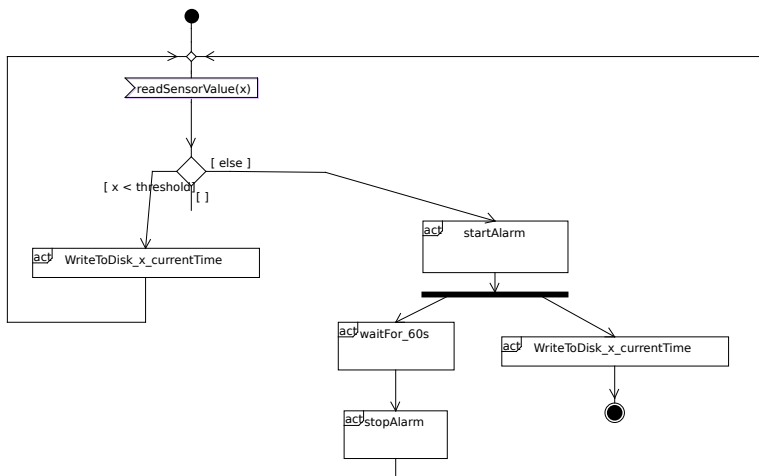 readSensorValue(x)
[ else ]
[ x < threshold]
[ ]
act
WriteToDisk_x_currentTime
act
startAlarm
act
waitFor_60s
act
WriteToDisk_x_currentTime
act
stopAlarm